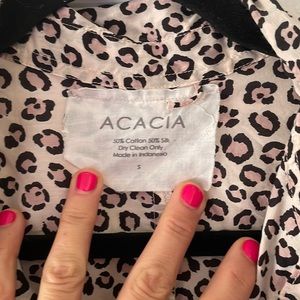 ACACIA
50% Cotton 50% Silk
Dry Clean Only
Made in Indonesia
S